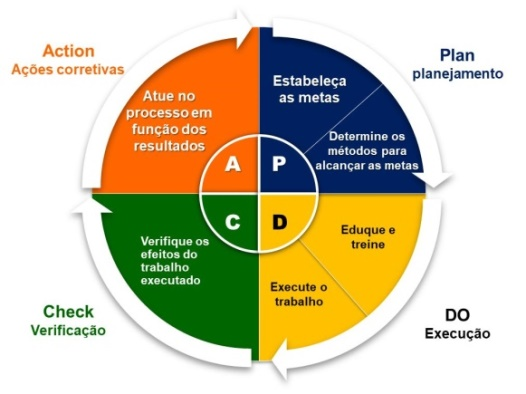 Action
Ações corretivas
Plan
planejamento
Atue no
processo em
função dos
resultados
Estabeleça
as metas
Determine os
métodos para
alcançar as metas
A
P
C
D
Verifique os
efeitos do
trabalho
executado
Eduque e
treine
Execute o
trabalho
Check
Verificação
DO
Execução